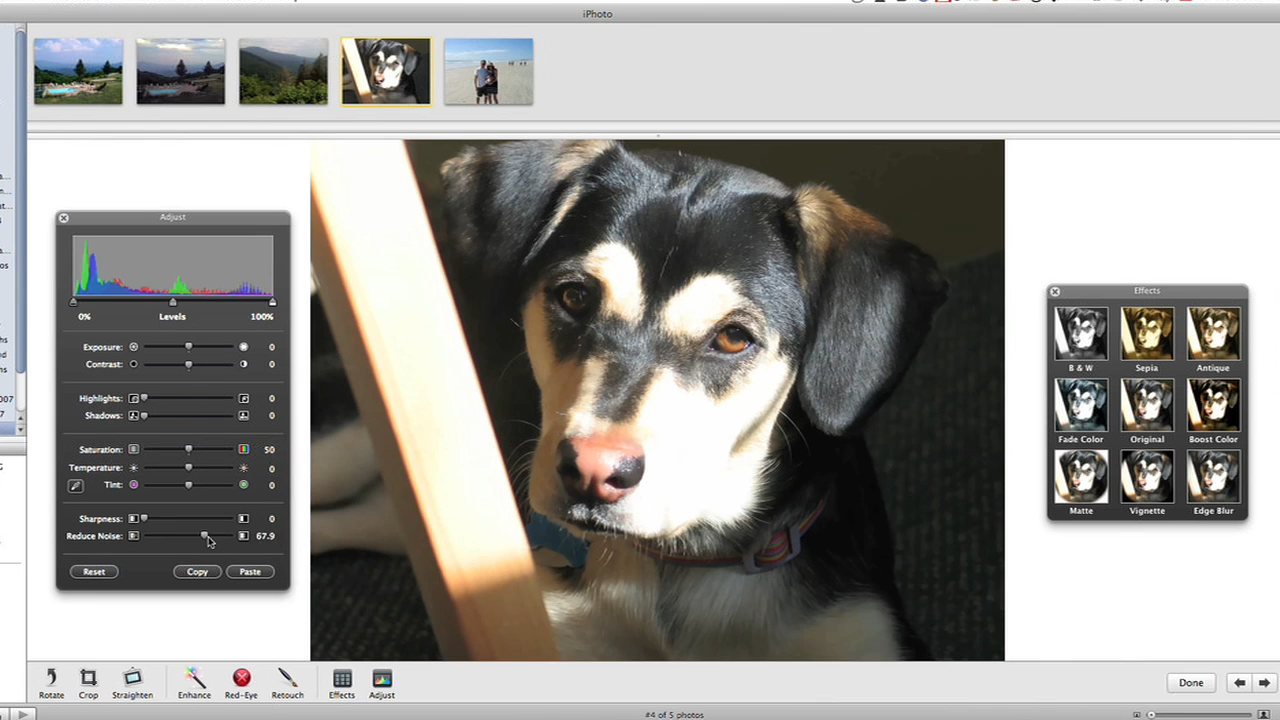 iPhoto
Adjust
0% Levels 100%
Exposure: 0
Contrast: 0
Highlights: 0
Shadows: 0
Saturation: 50
Temperature: 0
Tint: 0
Sharpness: 0
Reduce Noise: 67.9
Reset Copy Paste
Effects
B & W Sepia Antique
Fade Color Original Boost Color
Matte Vignette Edge Blur
Rotate Crop Straighten Enhance Red-Eye Retouch Effects Adjust Done
#4 of 5 photos